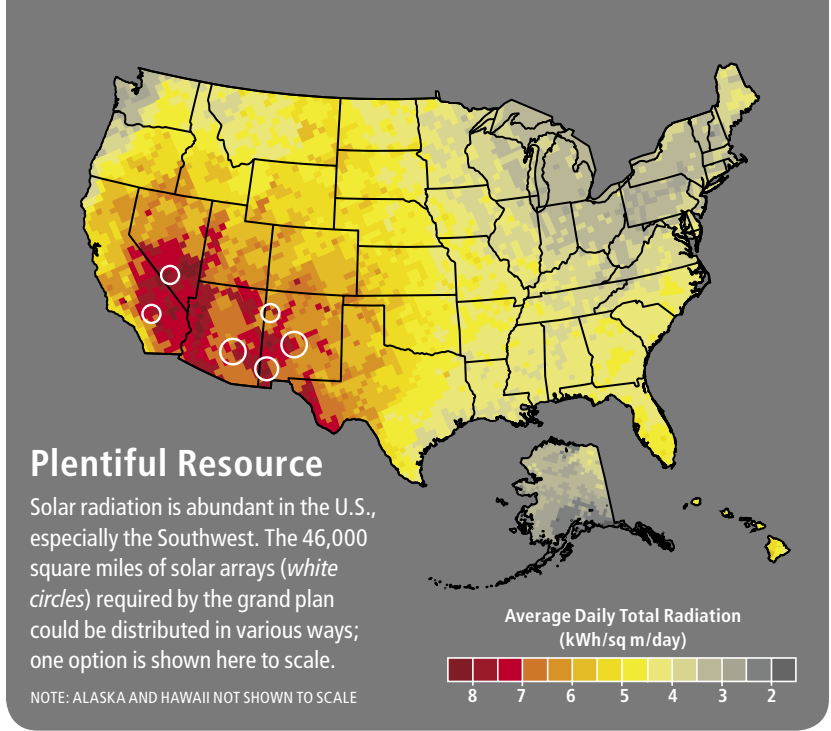 Plentiful Resource
Solar radiation is abundant in the U.S.,
especially the Southwest. The 46,000
square miles of solar arrays (white
circles) required by the grand plan
could be distributed in various ways;
one option is shown here to scale.
NOTE: ALASKA AND HAWAII NOT SHOWN TO SCALE
Average Daily Total Radiation
(kWh/sq m/day)
8 7 6 5 4 3 2